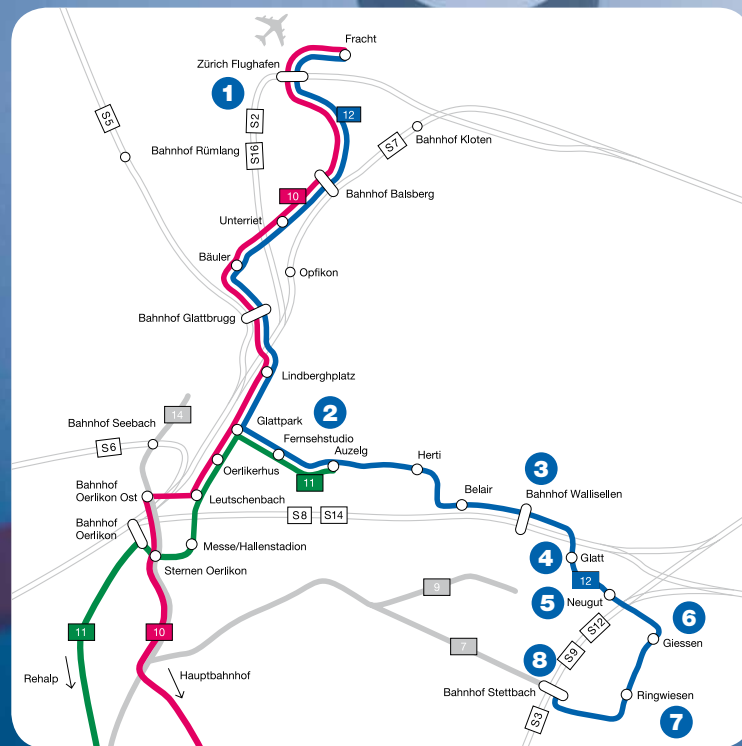 Fracht
Zürich Flughafen
1
S5
S2
12
Bahnhof Kloten
S7
Bahnhof Rümlang
S16
10
Bahnhof Balsberg
Unterriet
Bäuler
Opfikon
Bahnhof Glattbrugg
Lindberghplatz
14
2
Bahnhof Seebach
Glattpark
S6
Fernsehstudio
Auzelg
Herti
Oerlikerhus
3
11
Bahnhof
Oerlikon Ost
Leutschenbach
Belair
Bahnhof Wallisellen
Bahnhof
Oerlikon
S8
S14
Messe/Hallenstadion
4
Glatt
Sternen Oerlikon
12
9
5
Neugut
6
11
10
S12
7
Giessen
S9
8
Rehalp
Hauptbahnhof
Bahnhof Stettbach
Ringwiesen
S3
7